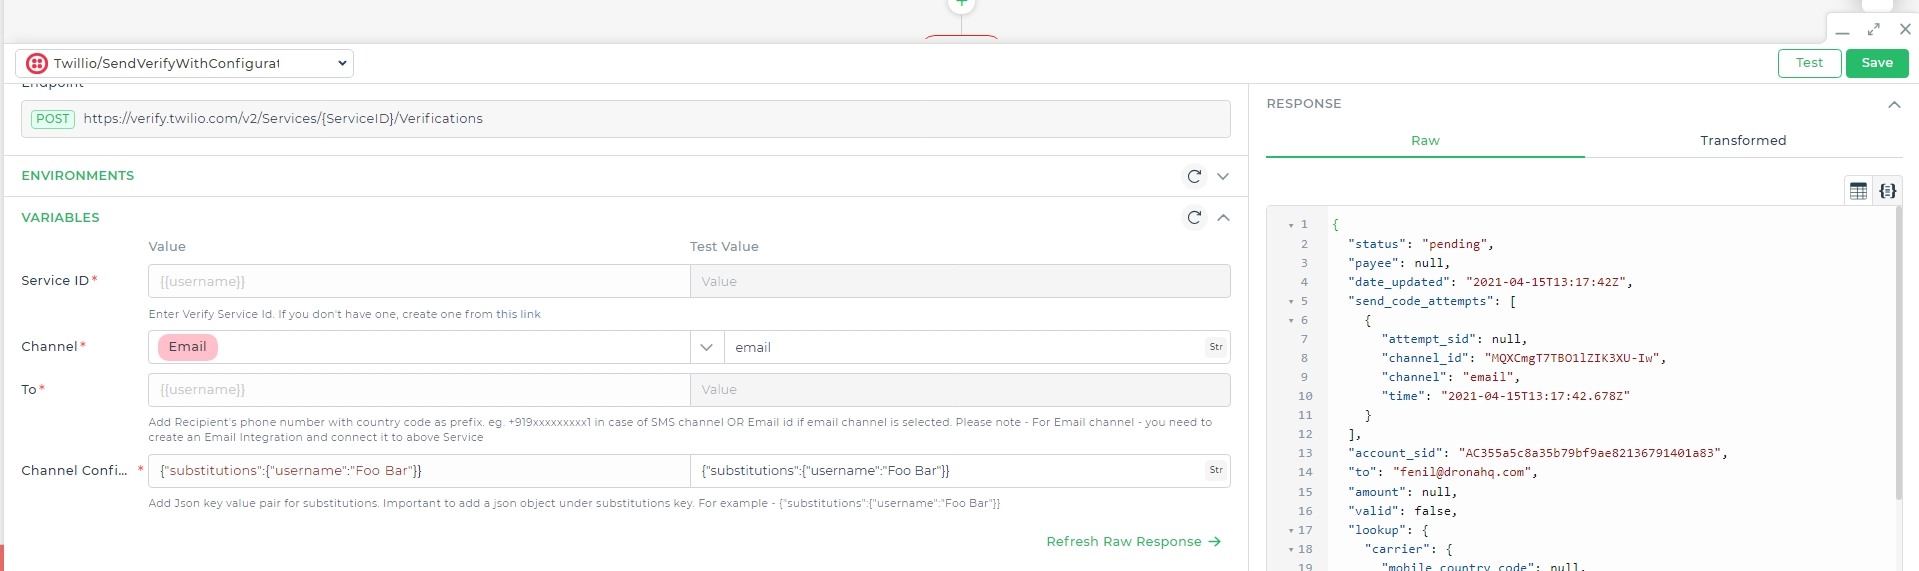 Twillio/SendVerifyWithConfigurat
Test
Save
Endpoint
POST https://verify.twilio.com/v2/Services/{ServiceID}/Verifications
ENVIRONMENTS
VARIABLES
Value Test Value
Service ID* {{username}} Value
Enter Verify Service Id. If you don't have one, create one from this link
Channel* Email email Str
To* {{username}} Value
Add Recipient's phone number with country code as prefix. eg. +919xxxxxxxxx1 in case of SMS channel OR Email id if email channel is selected. Please note - For Email channel - you need to
create an Email Integration and connect it to above Service
Channel Confi... * {"substitutions":{"username":"Foo Bar"}} {"substitutions":{"username":"Foo Bar"}} Str
Add Json key value pair for substitutions. Important to add a json object under substitutions key. For example - {"substitutions":{"username":"Foo Bar"}}
Refresh Raw Response →
RESPONSE
Raw Transformed
1 {
2 "status": "pending",
3 "payee": null,
4 "date_updated": "2021-04-15T13:17:42Z",
5 "send_code_attempts": [
6 {
7 "attempt_sid": null,
8 "channel_id": "MQXCmgT7TBO1lZIK3XU-Iw",
9 "channel": "email",
10 "time": "2021-04-15T13:17:42.678Z"
11 }
12 ],
13 "account_sid": "AC355a5c8a35b79bf9ae82136791401a83",
14 "to": "fenil@dronahq.com",
15 "amount": null,
16 "valid": false,
17 "lookup": {
18 "carrier": {
19 "mobile_country_code": null,